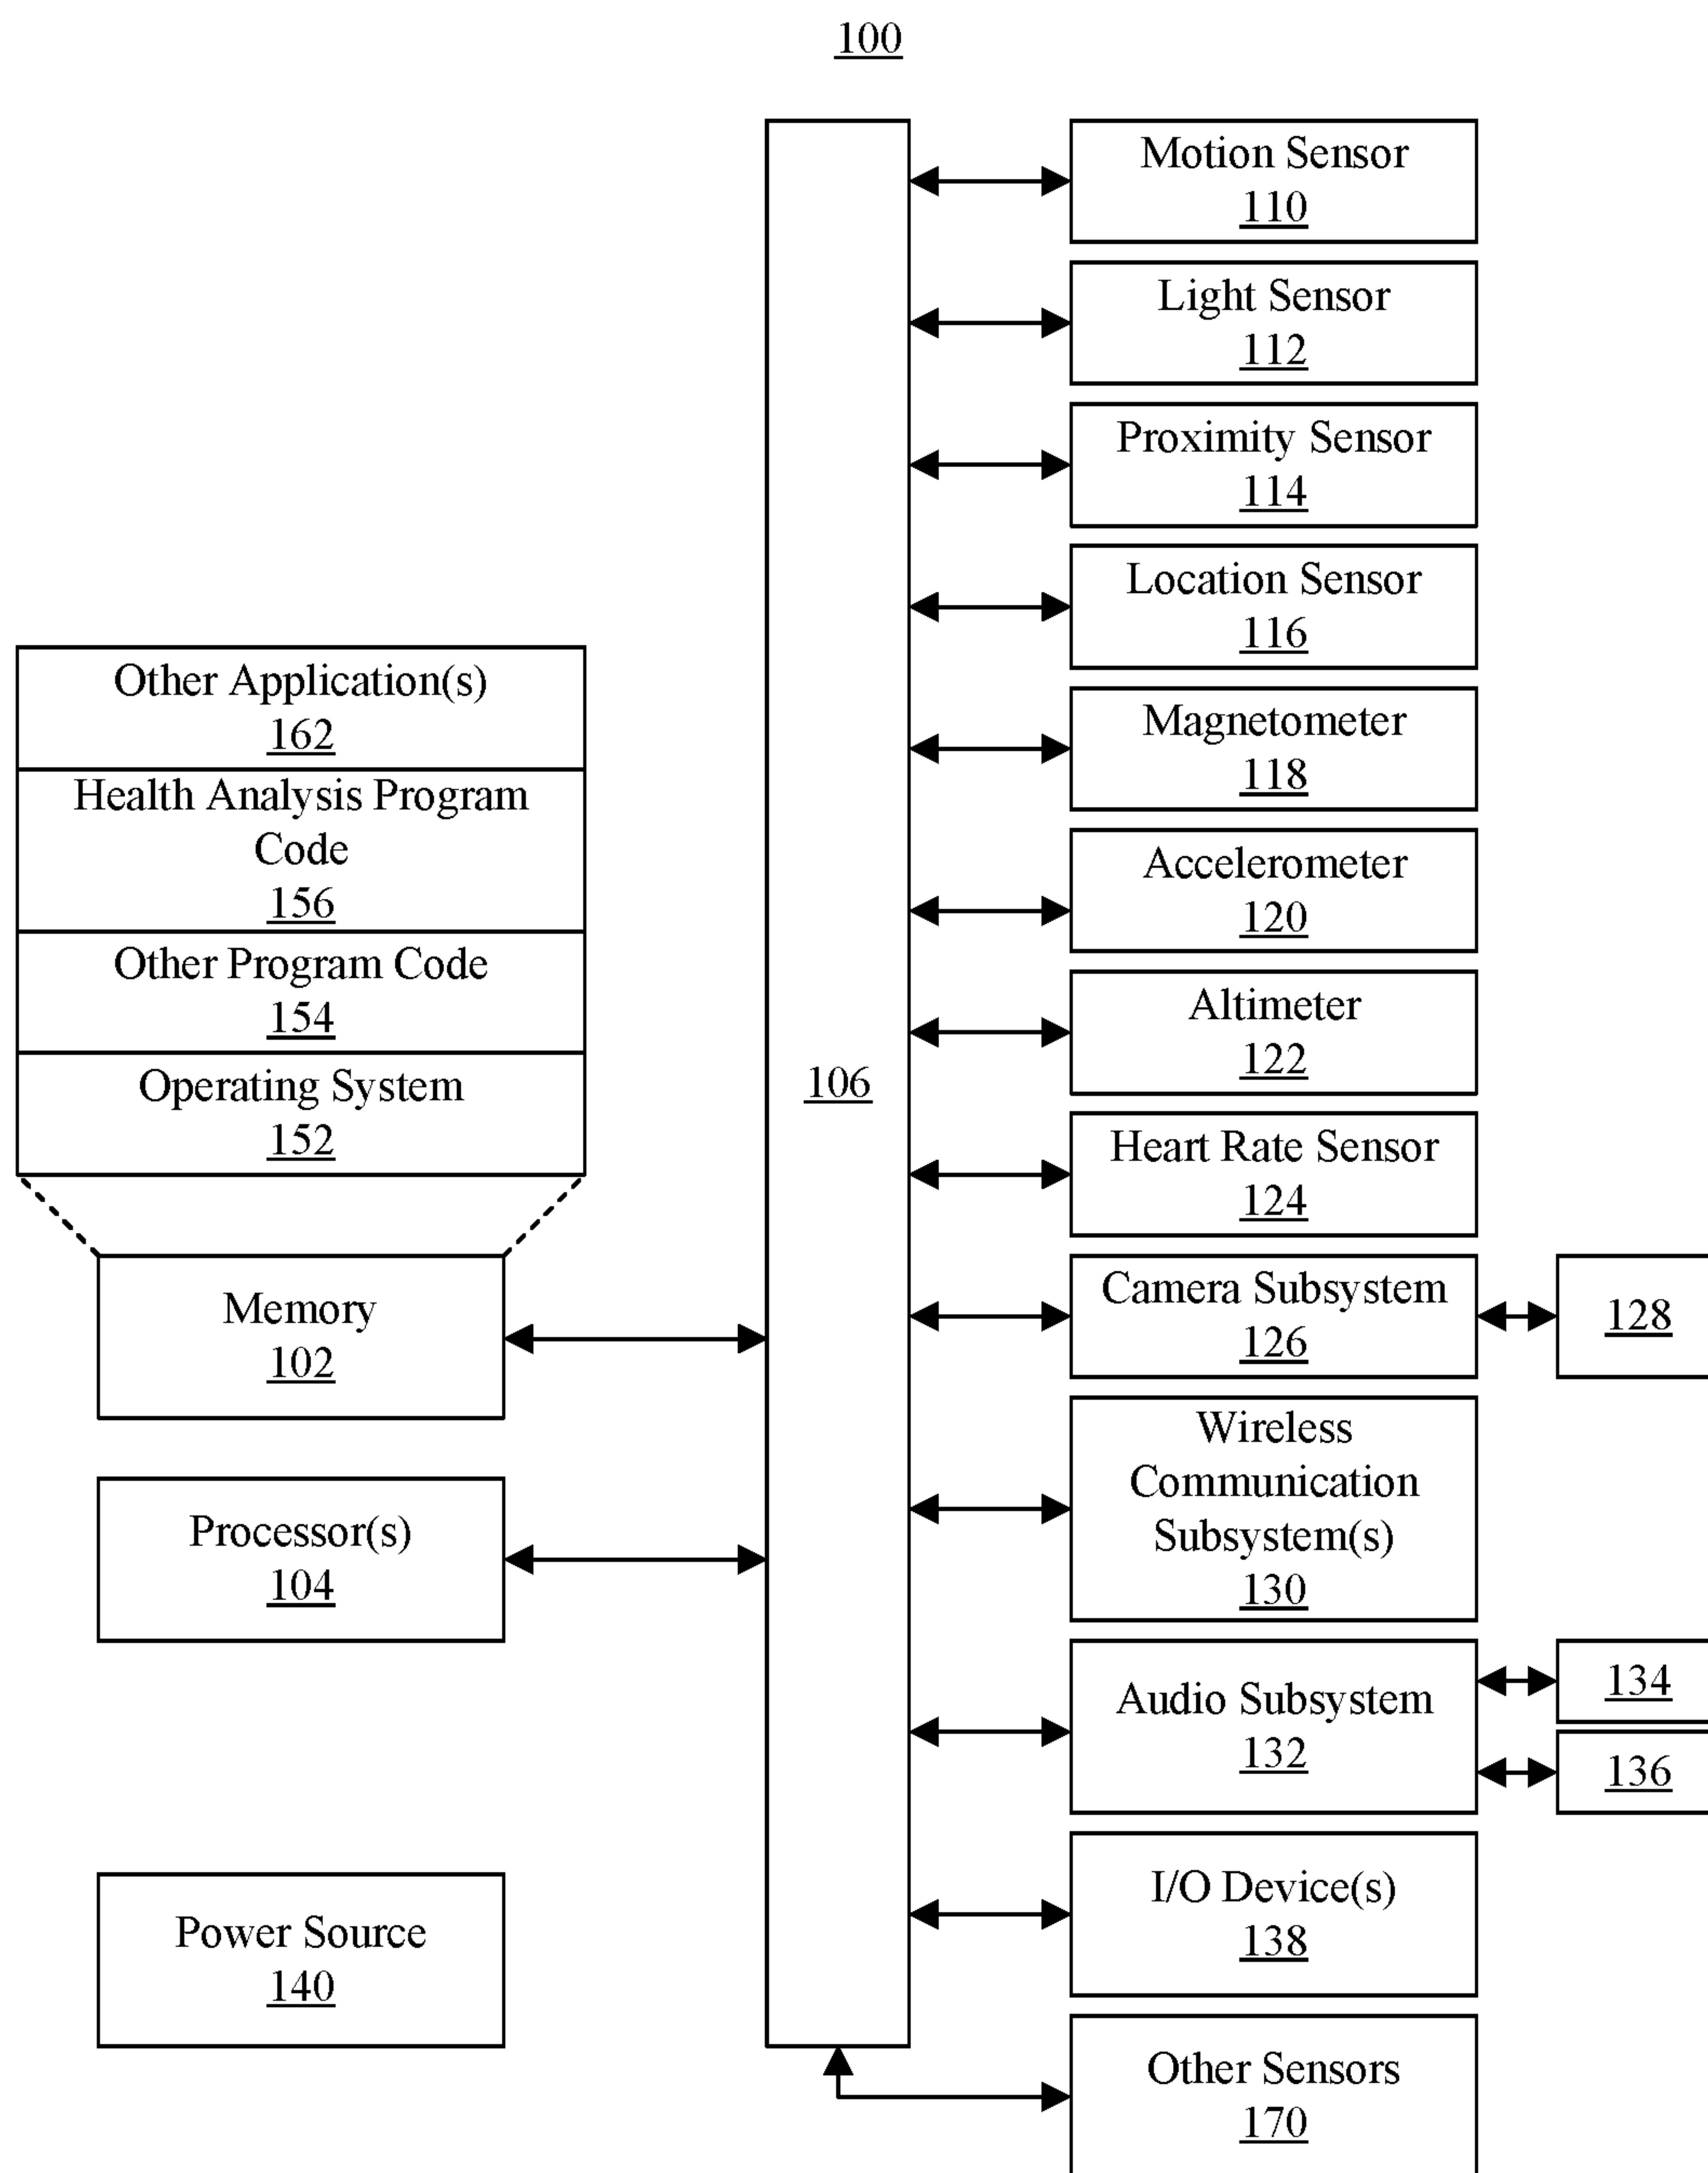 100
Motion Sensor
110
Light Sensor
112
Proximity Sensor
114
Location Sensor
116
Magnetometer
118
Accelerometer
120
Altimeter
122
Heart Rate Sensor
124
Camera Subsystem
126
128
Wireless
Communication
Subsystem(s)
130
Audio Subsystem
132
134
136
I/O Device(s)
138
Other Sensors
170
106
Other Application(s)
162
Health Analysis Program
Code
156
Other Program Code
154
Operating System
152
Memory
102
Processor(s)
104
Power Source
140